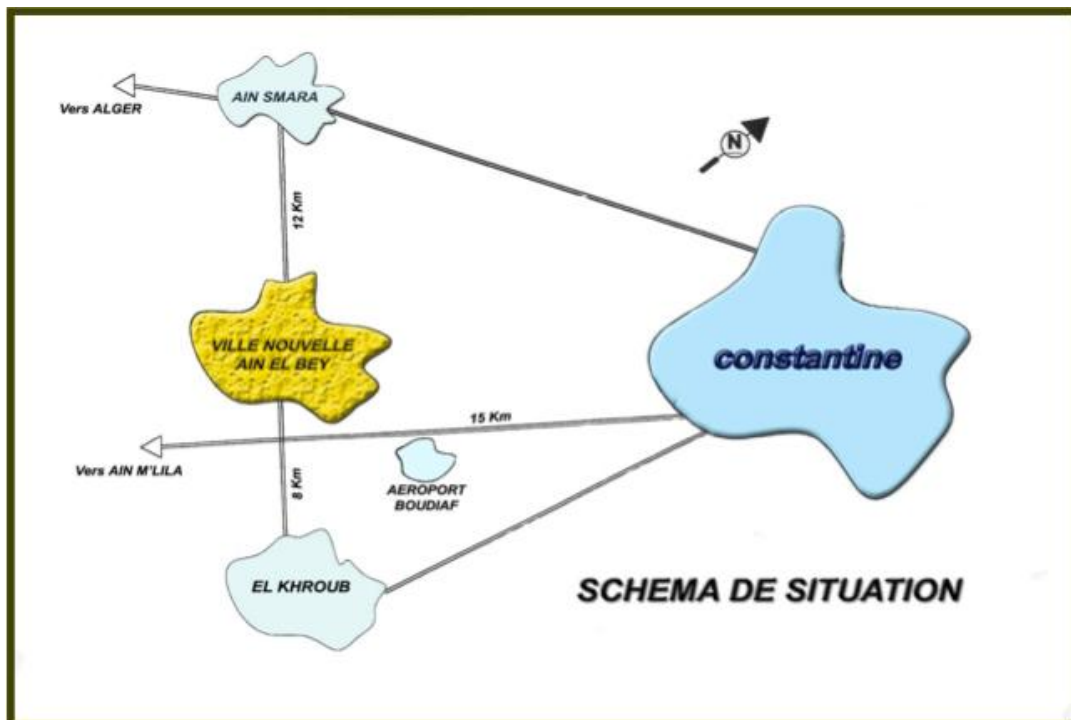 AIN SMARA
Vers ALGER
N
12 Km
VILLE NOUVELLE
AIN EL BEY
constantine
15 Km
Vers AIN M'LILA
8 Km
AEROPORT
BOUDIAF
EL KHROUB
SCHEMA DE SITUATION